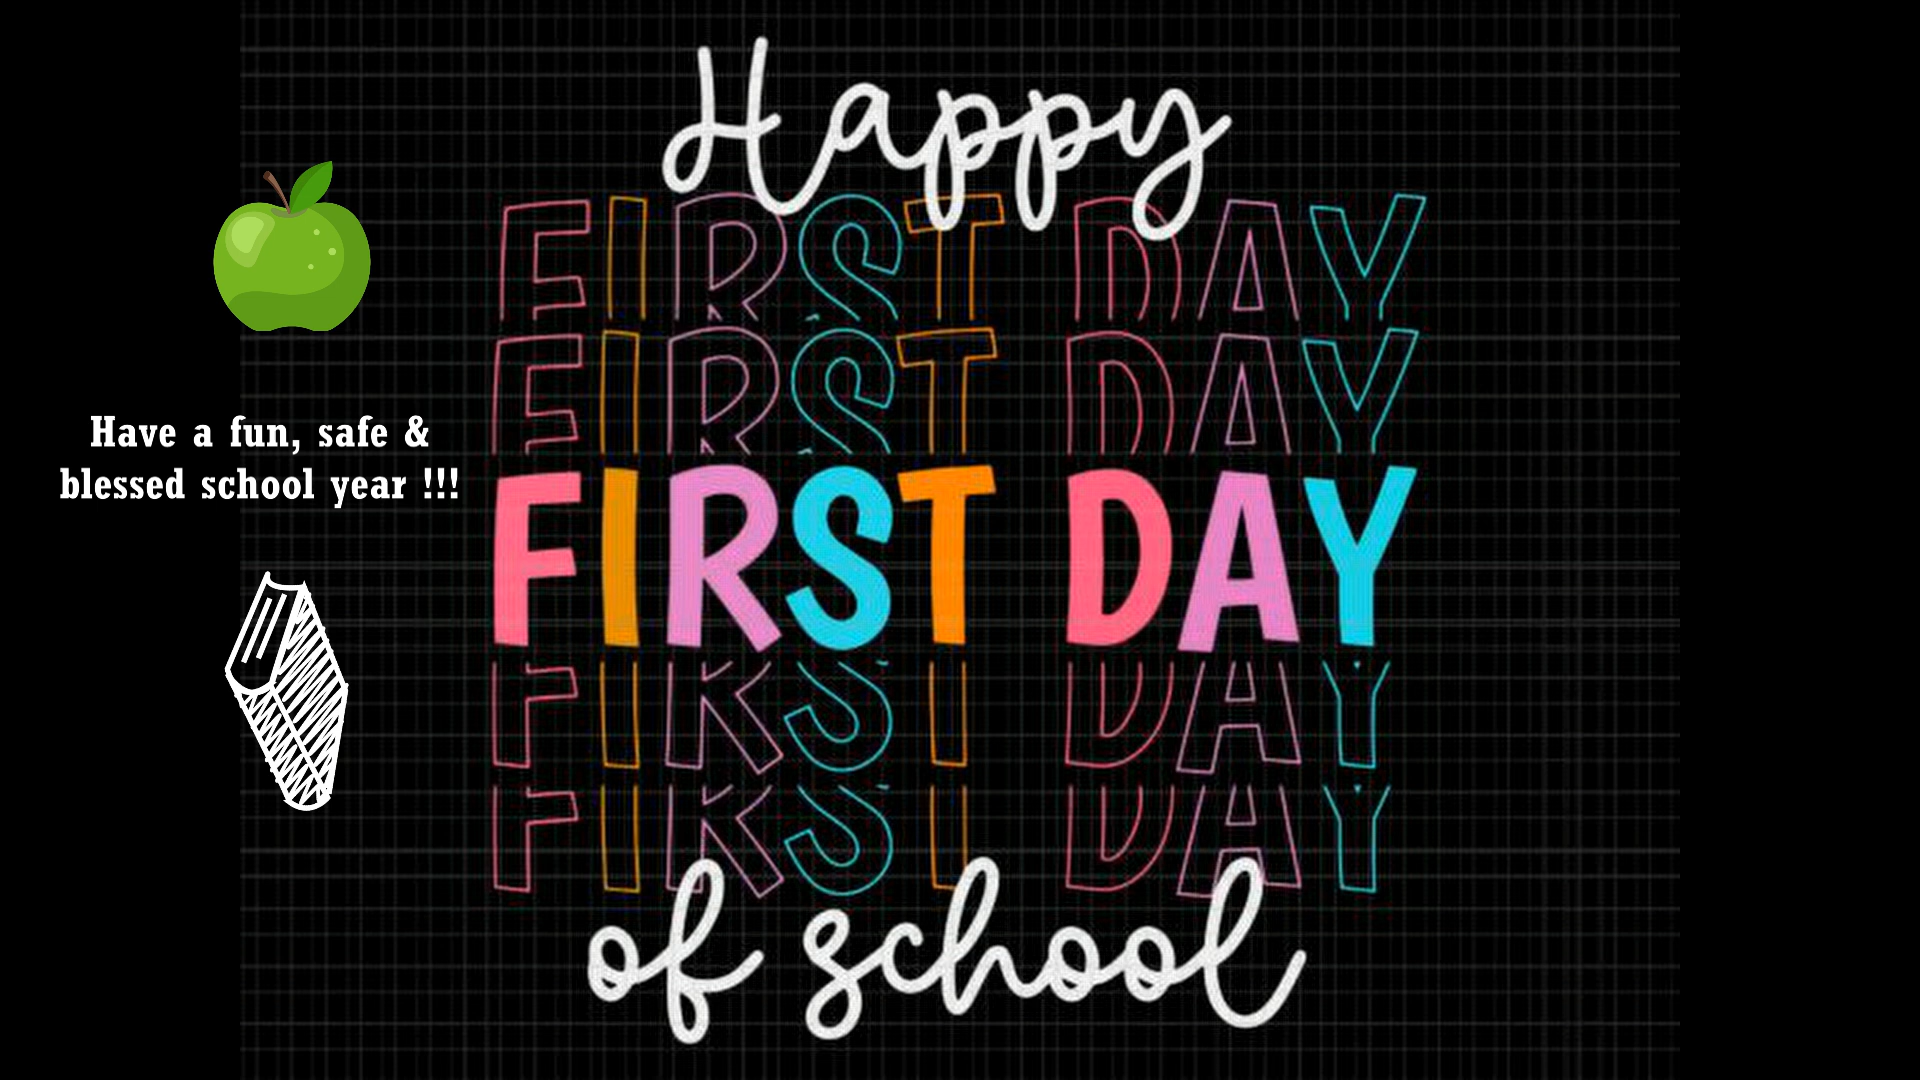 Happy
FIRST DAY
FIRST DAY
FIRST DAY
FIRST DAY
FIRST DAY
of school
Have a fun, safe &
blessed school year !!!